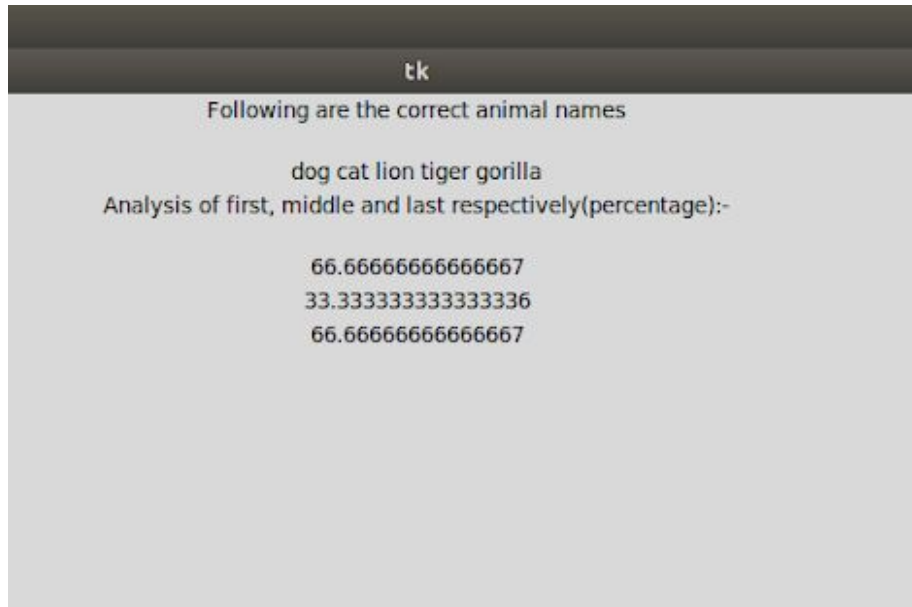 tk
Following are the correct animal names
dog cat lion tiger gorilla
Analysis of first, middle and last respectively(percentage):-
66.66666666666667
33.333333333333336
66.66666666666667